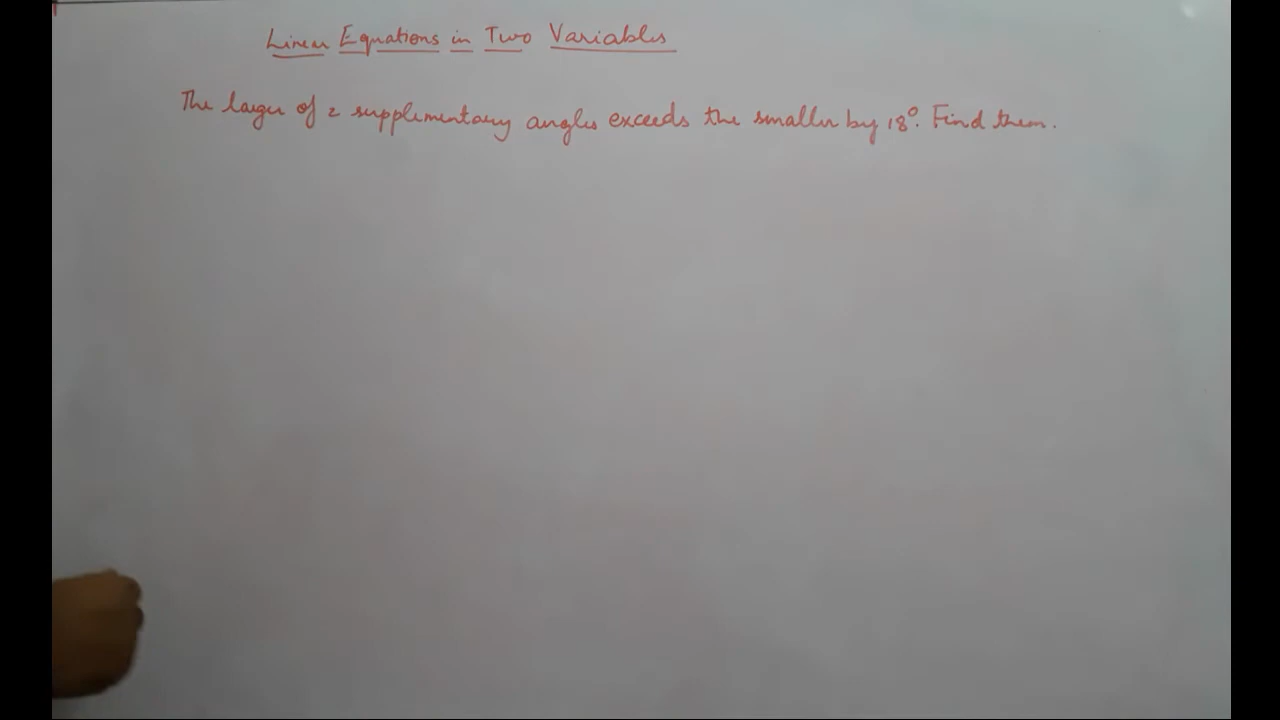 Linear Equations in Two Variables
The larger of 2 supplementary angles exceeds the smaller by 18°. Find them.